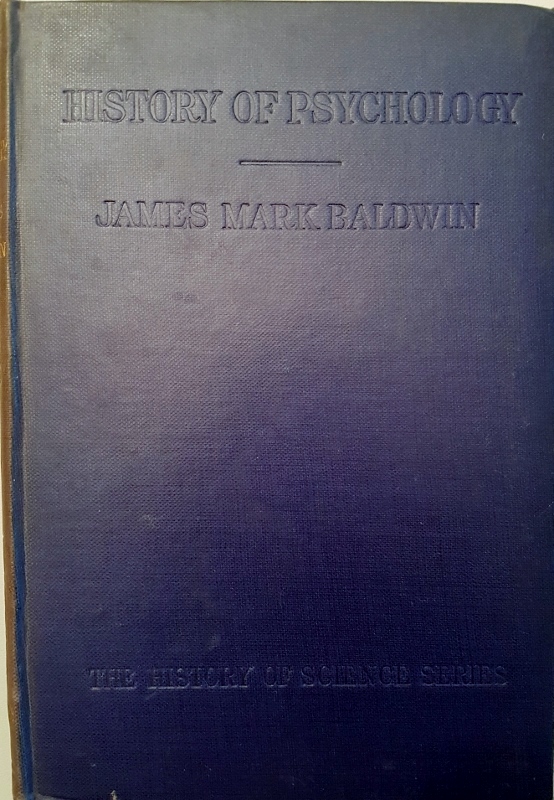 HISTORY OF PSYCHOLOGY
JAMES MARK BALDWIN
THE HISTORY OF SCIENCE SERIES